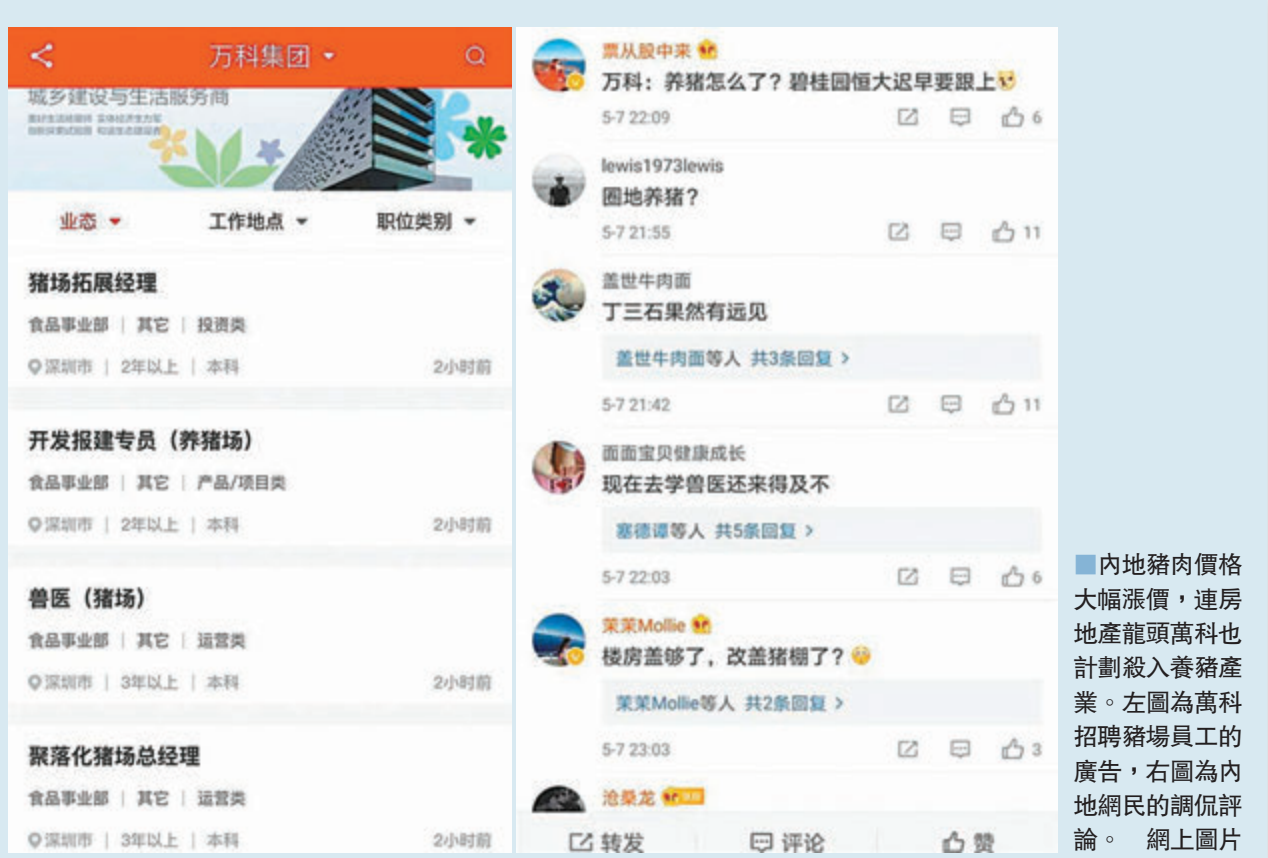 万科集团
城乡建设与生活服务商
业态
工作地点
职位类别
猪场拓展经理
食品事业部 | 其它 | 投资类
深圳市 | 2年以上 | 本科
2小时前
开发报建专员（养猪场）
食品事业部 | 其它 | 产品/项目类
深圳市 | 2年以上 | 本科
2小时前
兽医（猪场）
食品事业部 | 其它 | 运营类
深圳市 | 3年以上 | 本科
2小时前
聚落化猪场总经理
食品事业部 | 其它 | 运营类
深圳市 | 3年以上 | 本科
2小时前
票从股中来
万科：养猪怎么了？碧桂园恒大迟早要跟上
5-7 22:09
6
lewis1973lewis
圈地养猪？
5-7 21:55
11
盖世牛肉面
丁三石果然有远见
盖世牛肉面等人 共3条回复 >
5-7 21:42
11
面面宝贝健康成长
现在去学兽医还来得及不
塞德谭等人 共5条回复 >
5-7 22:03
6
茉茉Mollie
楼房盖够了，改盖猪棚了？
茉茉Mollie等人 共2条回复 >
5-7 23:03
3
沧桑龙
转发
评论
赞
■內地豬肉價格
大幅漲價，連房
地產龍頭萬科也
計劃殺入養豬產
業。左圖為萬科
招聘豬場員工的
廣告，右圖為內
地網民的調侃評
論。 網上圖片